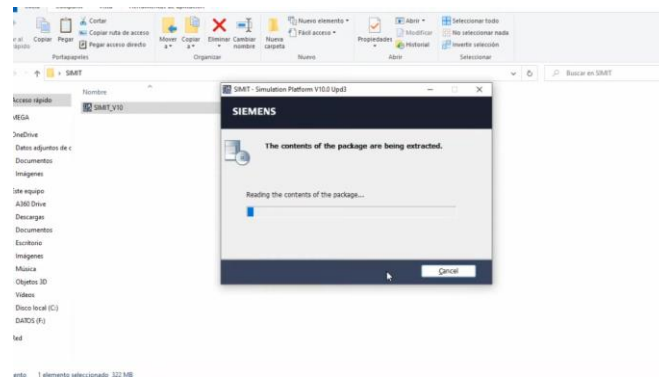 Cortar
Copiar ruta de acceso
Copiar
Pegar
Pegar acceso directo
Portapapeles
Mover a
Copiar a
Eliminar
Cambiar nombre
Organizar
Nueva carpeta
Nuevo elemento
Fácil acceso
Nuevo
Propiedades
Abrir
Modificar
Historial
Abrir
Seleccionar todo
No seleccionar nada
Invertir selección
Seleccionar
SIMIT
Buscar en SIMIT
Nombre
SIMIT_V10
Acceso rápido
MEGA
OneDrive
Datos adjuntos de c
Documentos
Imágenes
Este equipo
A360 Drive
Descargas
Documentos
Escritorio
Imágenes
Música
Objetos 3D
Vídeos
Disco local (C:)
DATOS (F:)
Red
SIMIT - Simulation Platform V10.0 Upd3
SIEMENS
The contents of the package are being extracted.
Reading the contents of the package...
Cancel
1 elemento seleccionado 322 MB